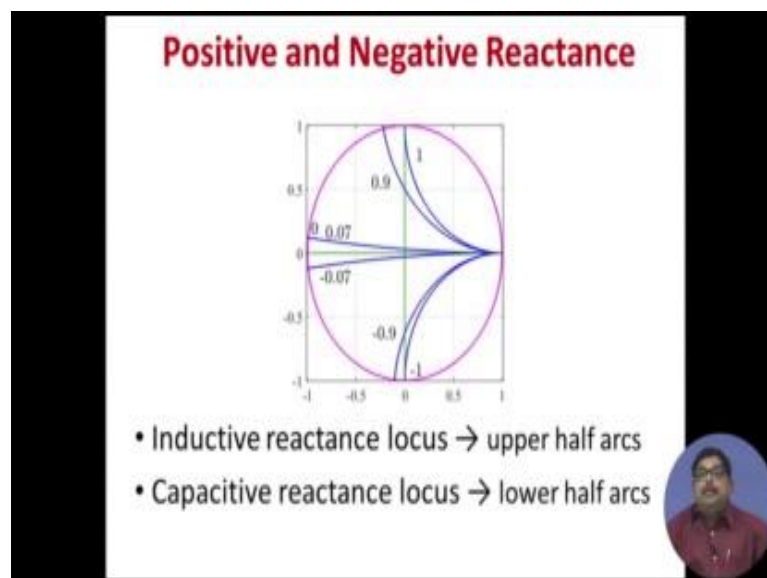 Positive and Negative Reactance
1
1
0.9
0.5
0 0.07
0
-0.07
-0.5
-0.9
-1
-1
-1 -0.5 0 0.5 1
• Inductive reactance locus → upper half arcs
• Capacitive reactance locus → lower half arcs